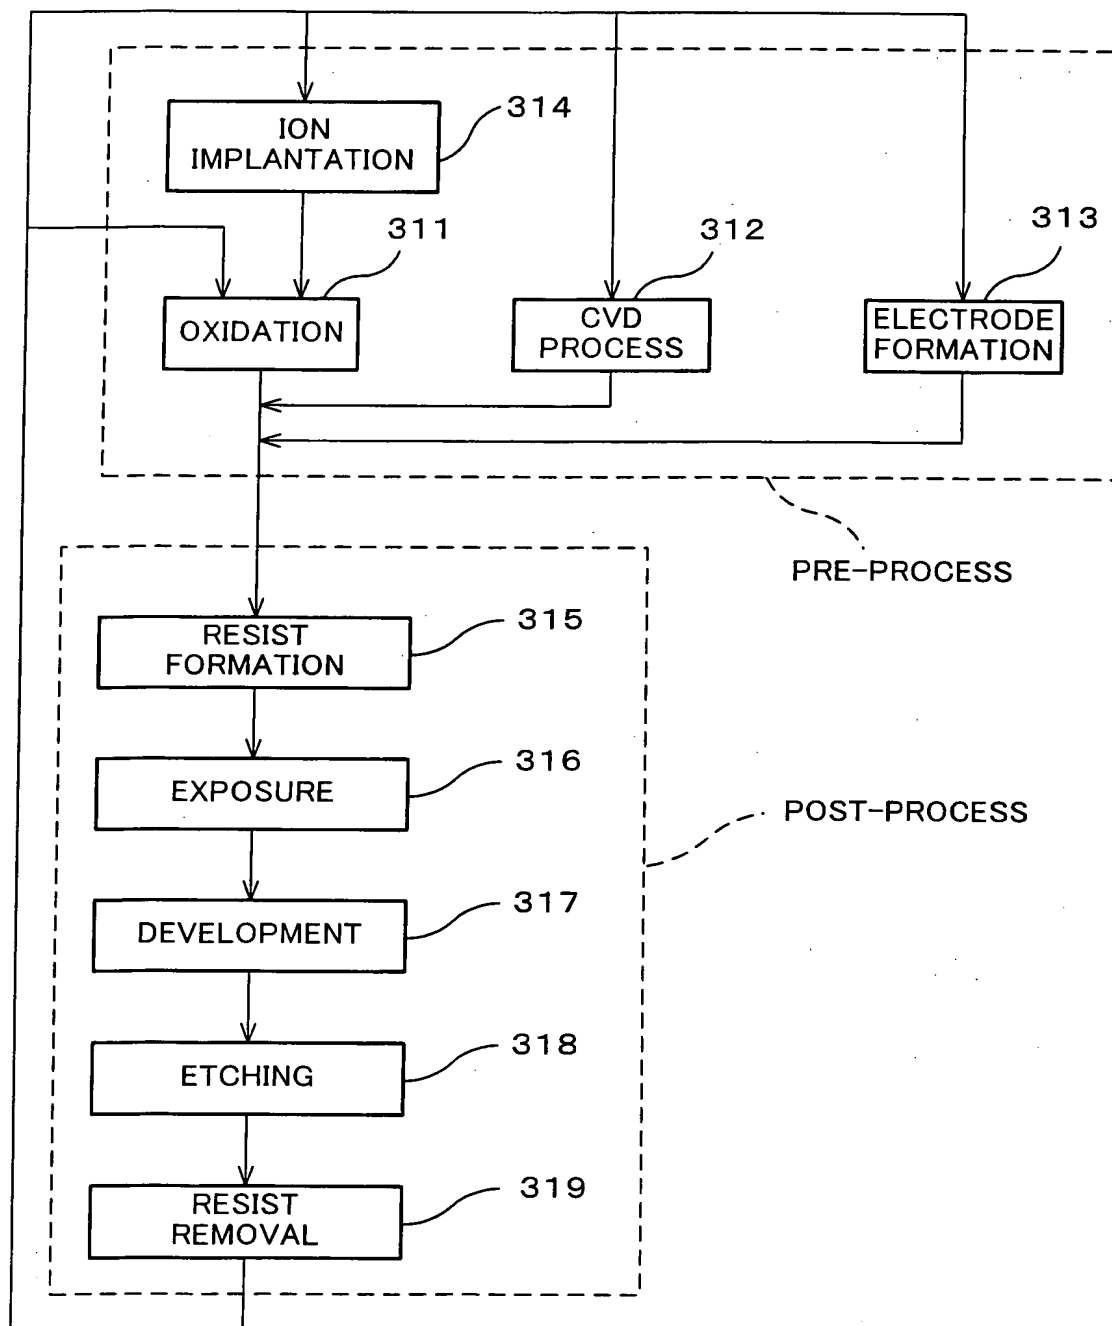 314
ION
IMPLANTATION
311
312
313
OXIDATION
CVD
PROCESS
ELECTRODE
FORMATION
PRE-PROCESS
315
RESIST
FORMATION
316
EXPOSURE
POST-PROCESS
317
DEVELOPMENT
318
ETCHING
319
RESIST
REMOVAL